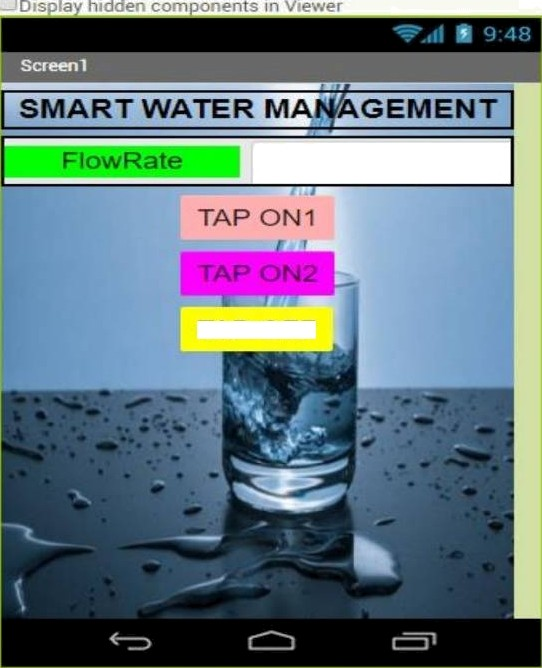 Display hidden components in Viewer
9:48
Screen1
SMART WATER MANAGEMENT
FlowRate
TAP ON1
TAP ON2